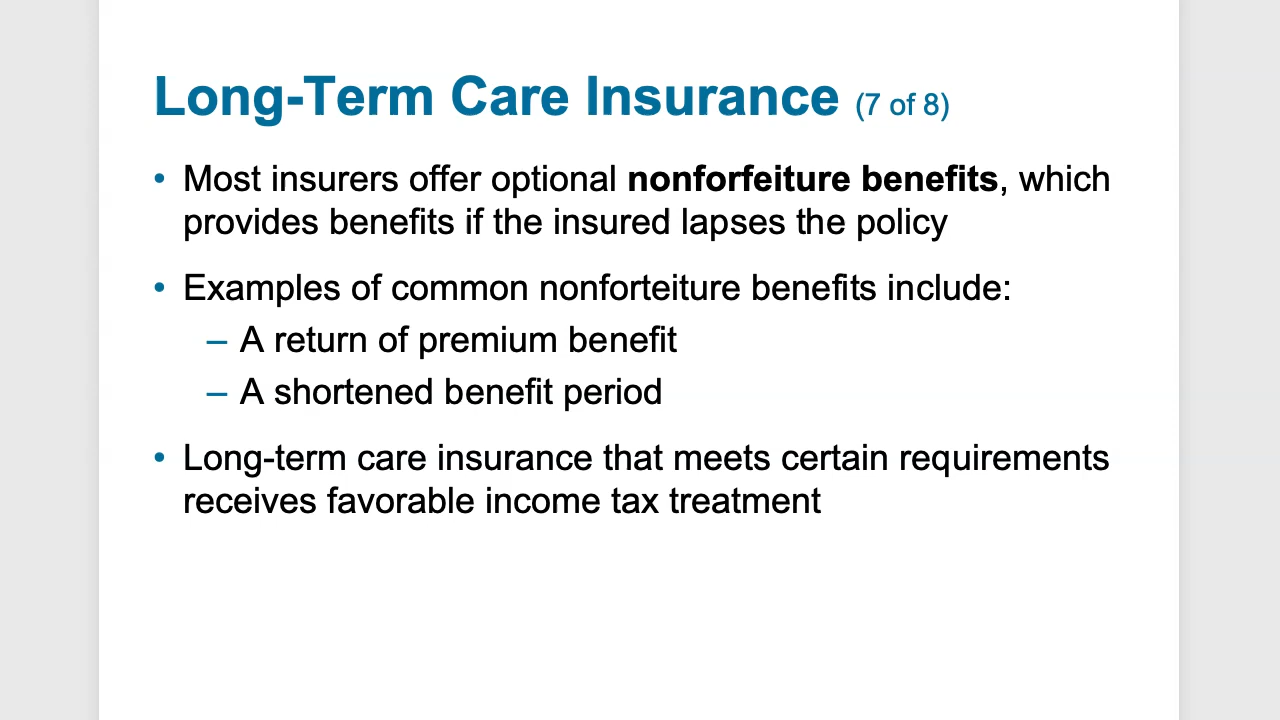 Long-Term Care Insurance (7 of 8)
• Most insurers offer optional nonforfeiture benefits, which
provides benefits if the insured lapses the policy
• Examples of common nonforteiture benefits include:
– A return of premium benefit
– A shortened benefit period
• Long-term care insurance that meets certain requirements
receives favorable income tax treatment